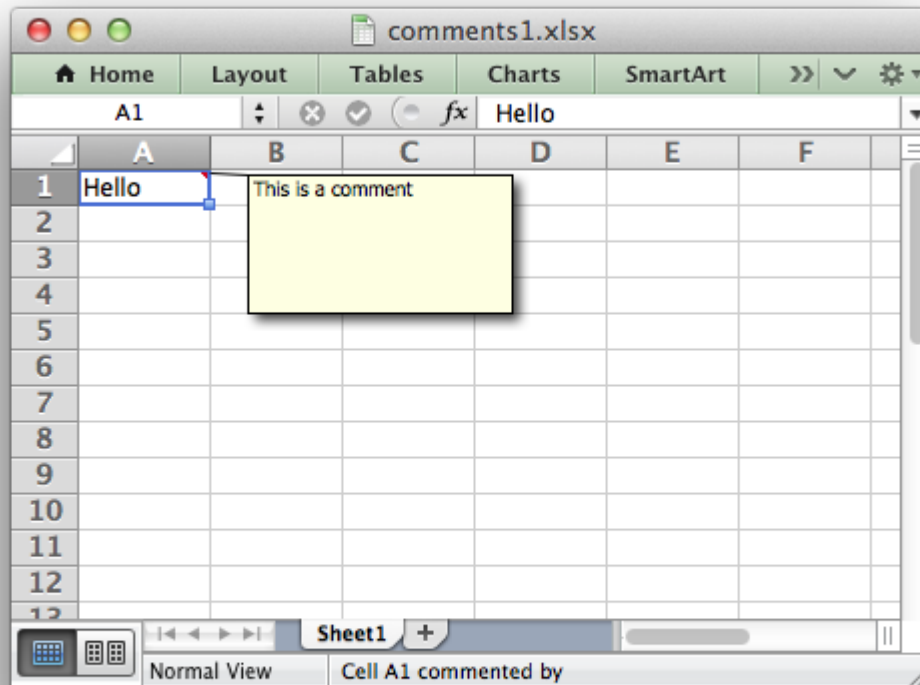 comments1.xlsx
Home Layout Tables Charts SmartArt
A1 fx Hello
A B C D E F
1 Hello This is a comment
2
3
4
5
6
7
8
9
10
11
12
13
Sheet1
Normal View Cell A1 commented by